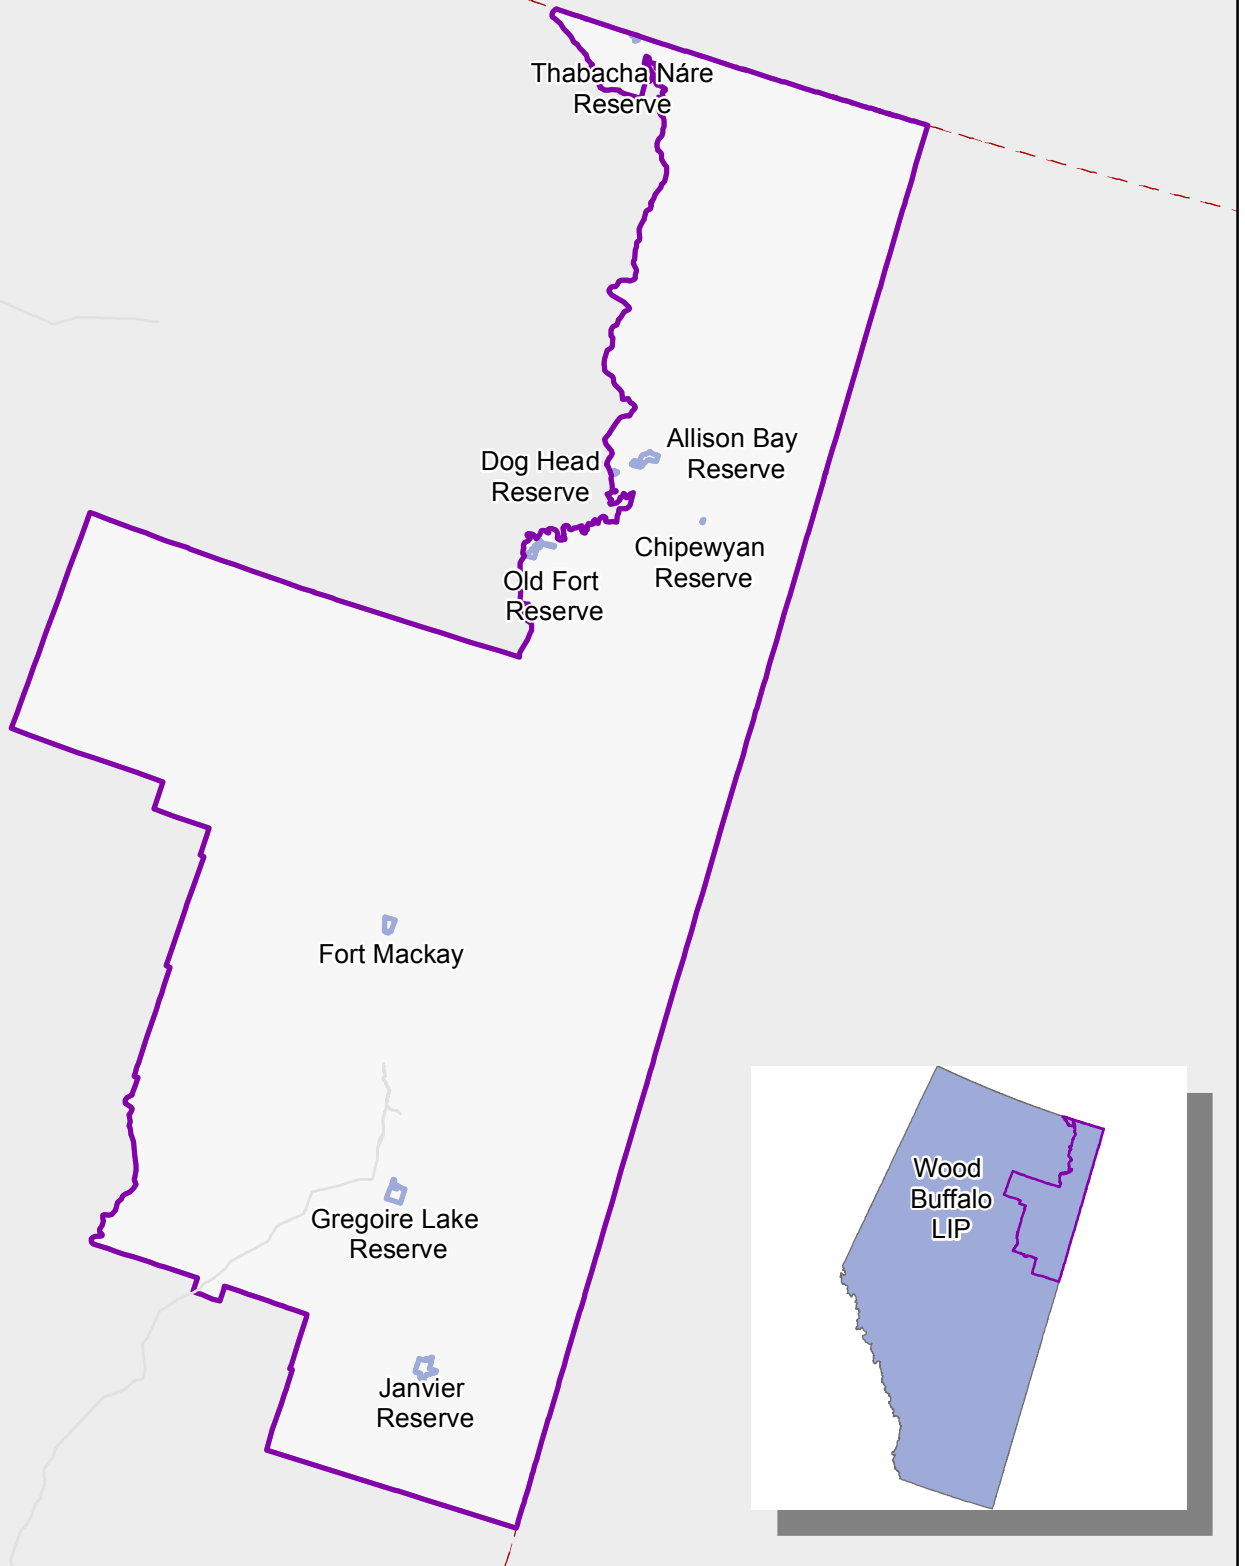 Thabacha Náre
Reserve
Allison Bay
Reserve
Dog Head
Reserve
Chipewyan
Reserve
Old Fort
Reserve
Fort Mackay
Gregoire Lake
Reserve
Janvier
Reserve
Wood
Buffalo
LIP